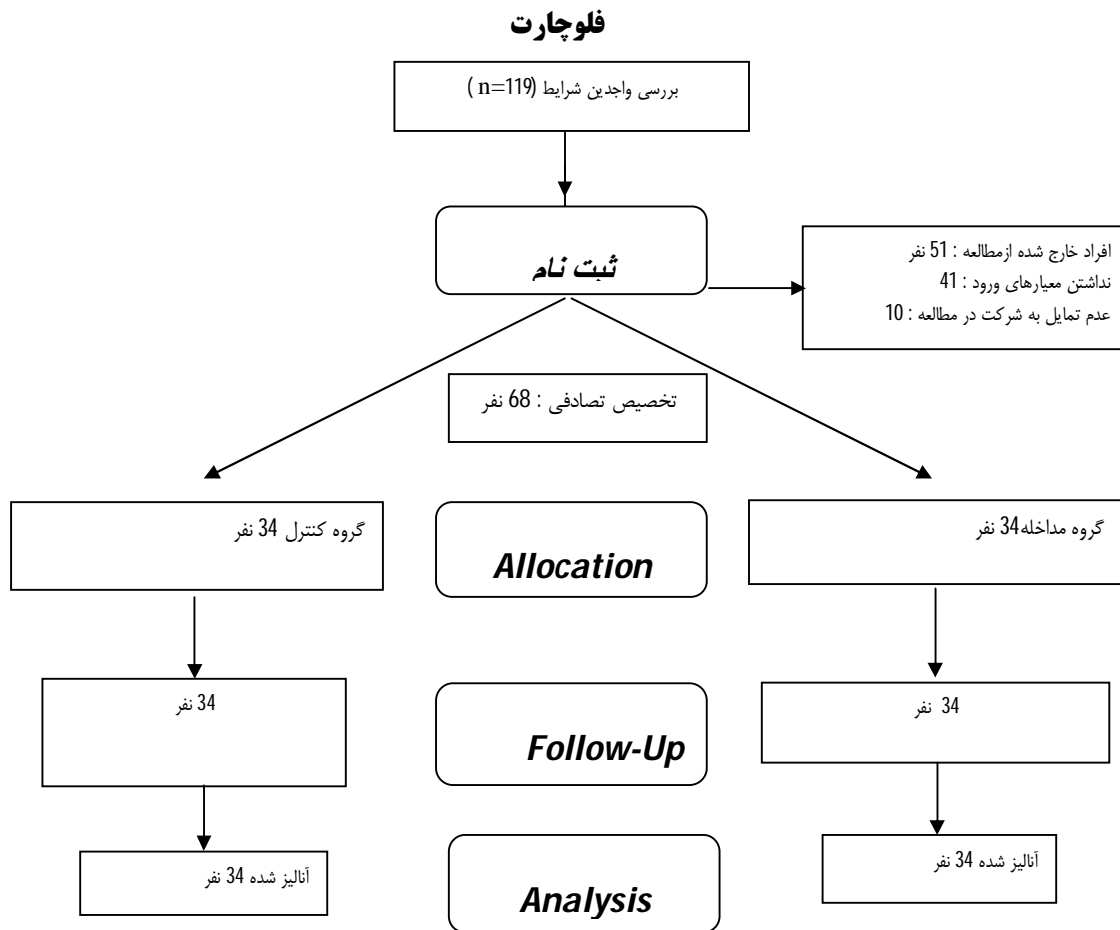 فلوچارت
بررسی واجدین شرایط (n=119 )
ثبت نام
افراد خارج شده ازمطالعه : 51 نفر
نداشتن معیارهای ورود : 41
عدم تمایل به شرکت در مطالعه : 10
تخصیص تصادفی : 68 نفر
گروه مداخله34 نفر
Allocation
گروه کنترل 34 نفر
34 نفر
Follow-Up
34 نفر
آنالیز شده 34 نفر
Analysis
آنالیز شده 34 نفر